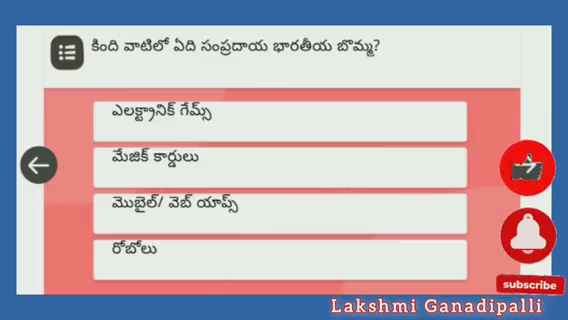 కింది వాటిలో ఏది సంప్రదాయ భారతీయ బొమ్మ?
ఎలక్ట్రానిక్ గేమ్స్
మేజిక్ కార్డులు
మొబైల్/ వెబ్ యాప్స్
రోబోలు
subscribe
Lakshmi Ganadipalli